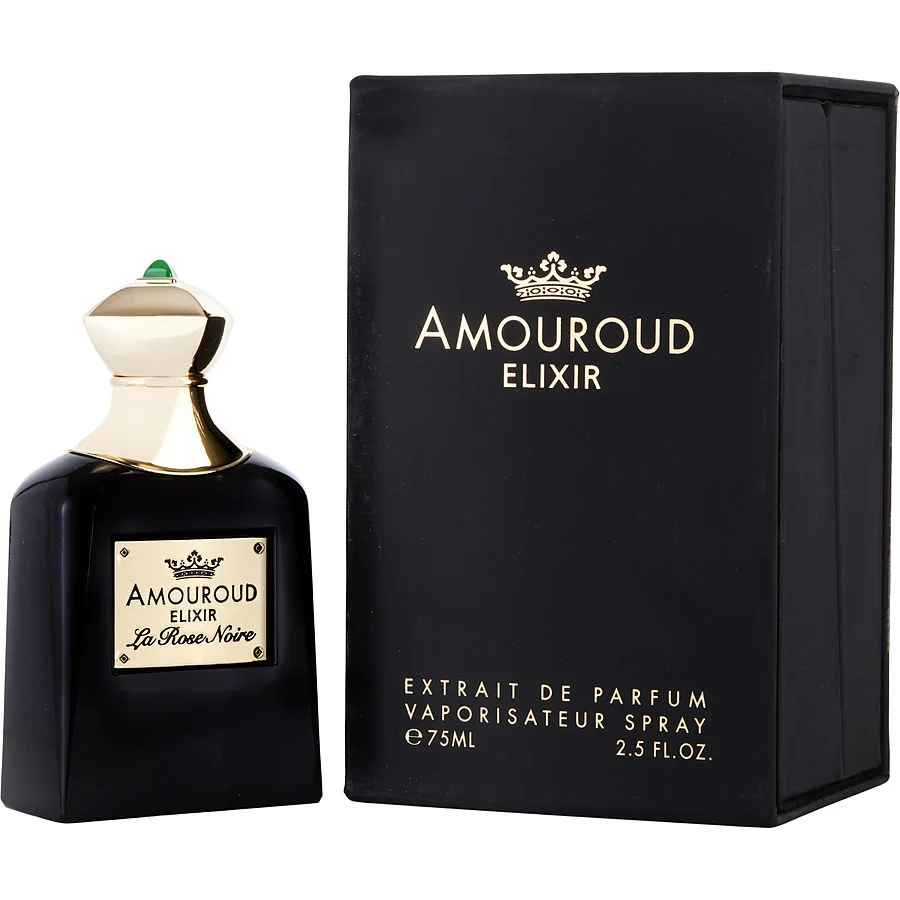 AMOUROUD
ELIXIR
La Rose Noire
AMOUROUD
ELIXIR
EXTRAIT DE PARFUM
VAPORISATEUR SPRAY
℮75ML 2.5 FL.OZ.